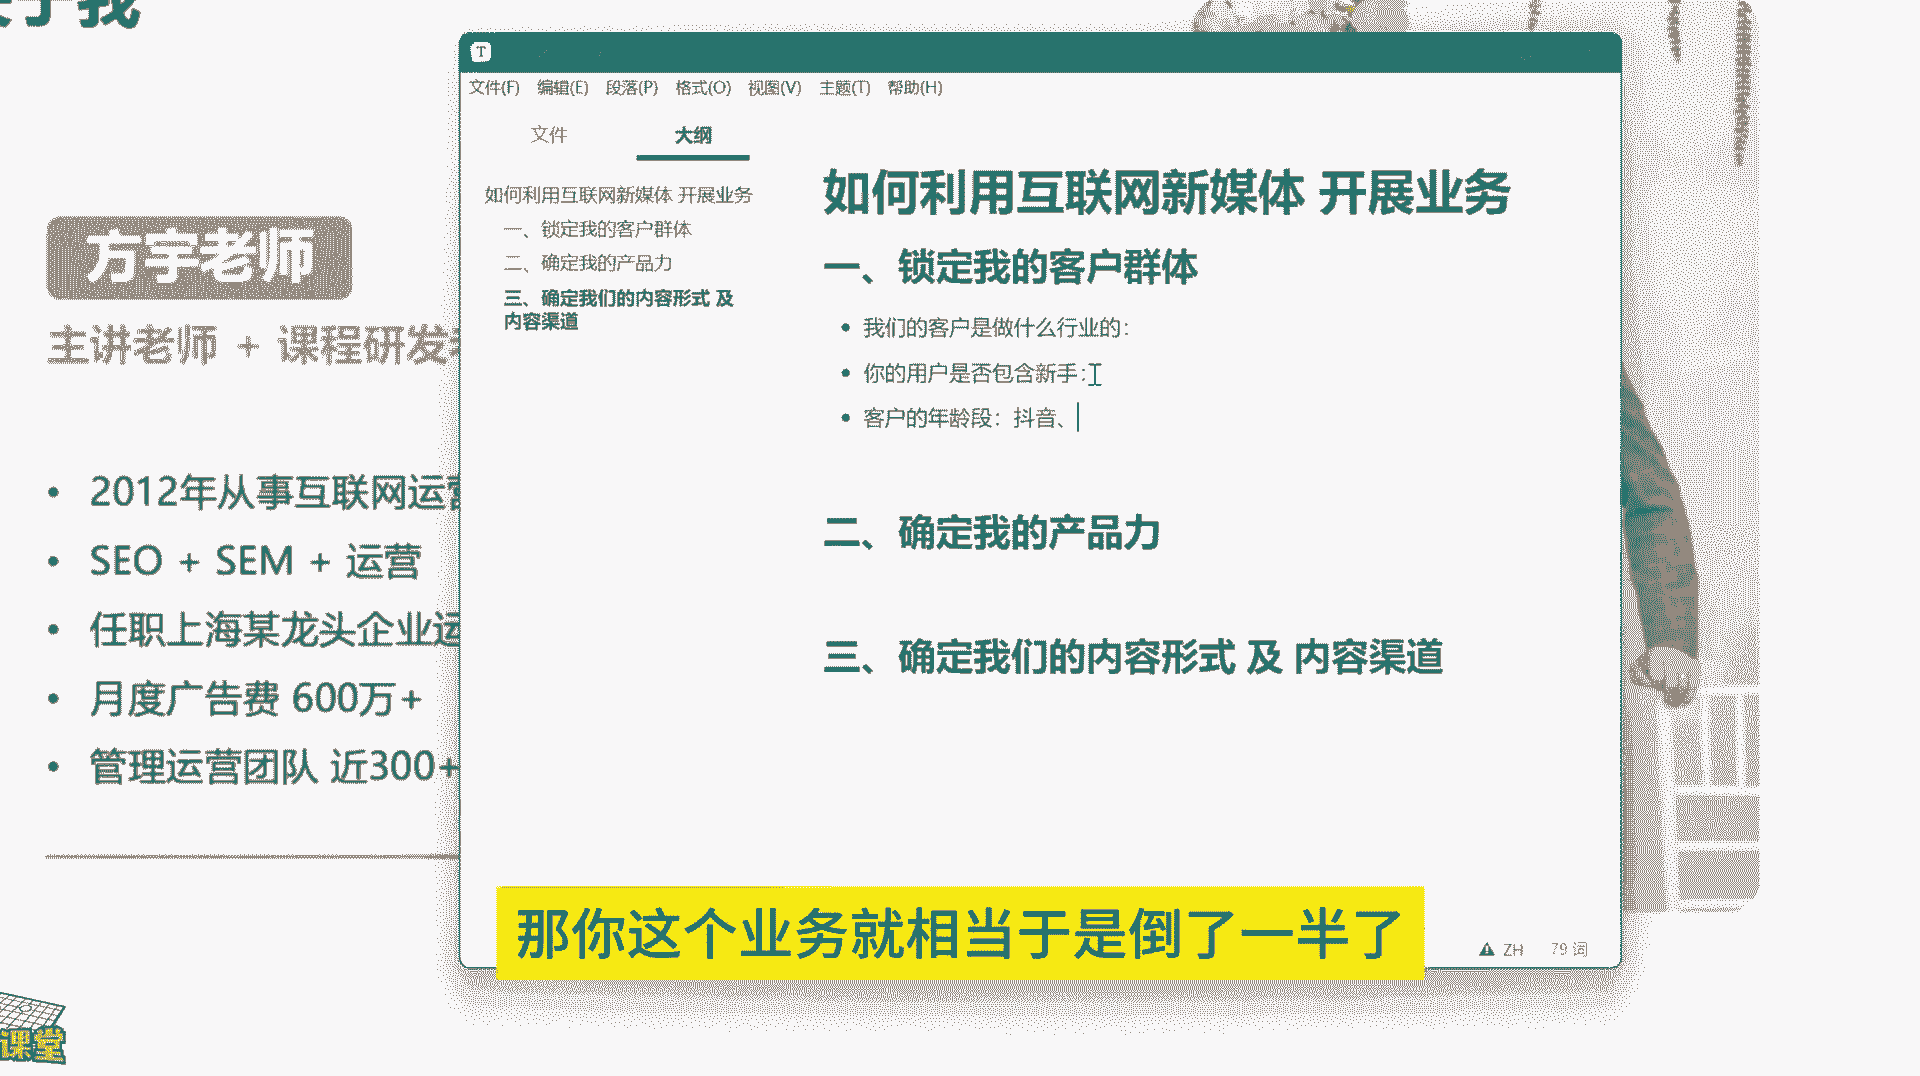 于我
方宇老师
主讲老师 + 课程研发
2012年从事互联网运营
SEO + SEM + 运营
任职上海某龙头企业运
月度广告费 600万+
管理运营团队 近300+
课堂
T
文件(F) 编辑(E) 段落(P) 格式(O) 视图(V) 主题(T) 帮助(H)
文件 大纲
如何利用互联网新媒体 开展业务
一、锁定我的客户群体
二、确定我的产品力
三、确定我们的内容形式 及
内容渠道
如何利用互联网新媒体 开展业务
一、锁定我的客户群体
我们的客户是做什么行业的：
你的用户是否包含新手：
客户的年龄段：抖音、
二、确定我的产品力
三、确定我们的内容形式 及 内容渠道
那你这个业务就相当于是倒了一半了
ZH 79 词